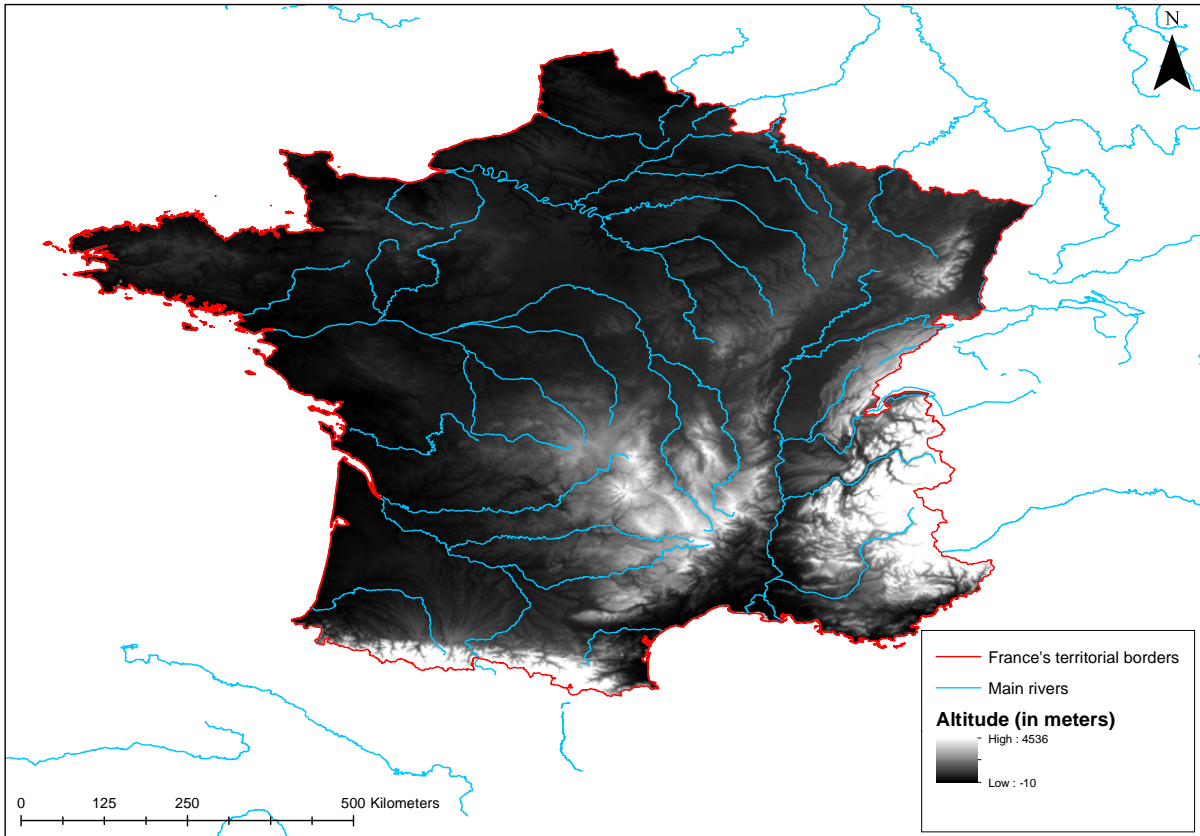 N
France's territorial borders
Main rivers
Altitude (in meters)
High : 4536
Low : -10
0 125 250 500 Kilometers